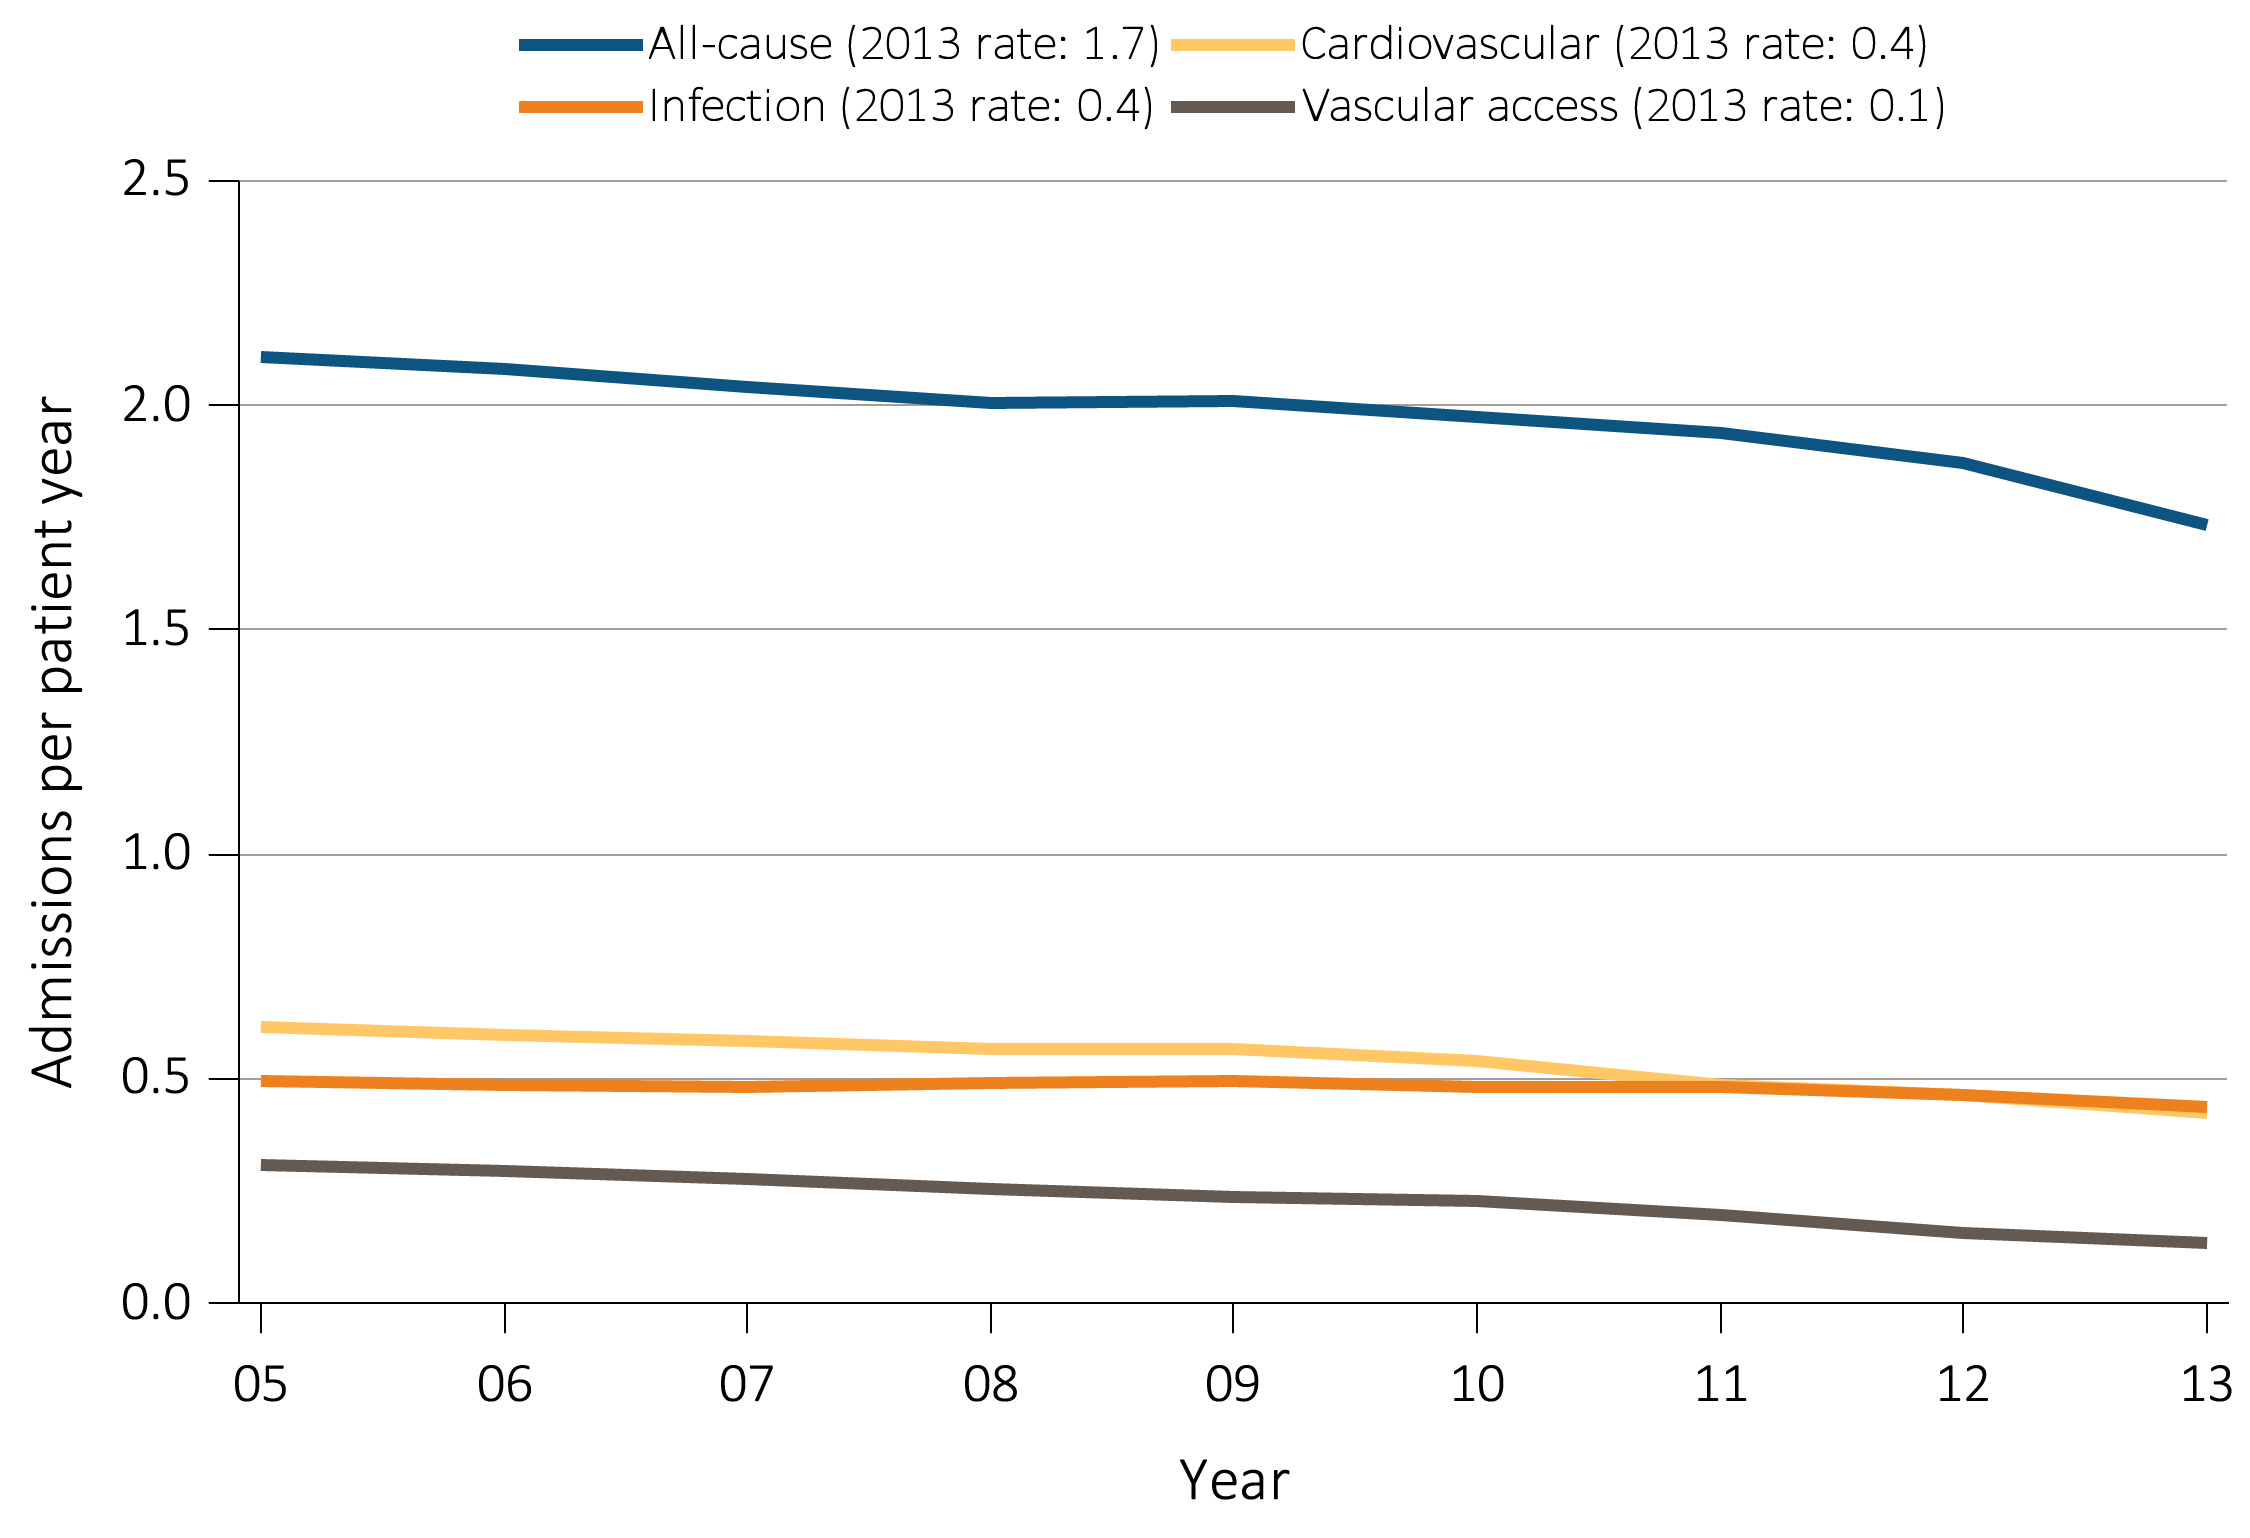 All-cause (2013 rate: 1.7) Cardiovascular (2013 rate: 0.4)
Infection (2013 rate: 0.4) Vascular access (2013 rate: 0.1)
Admissions per patient year
2.5
2.0
1.5
1.0
0.5
0.0
05 06 07 08 09 10 11 12 13
Year